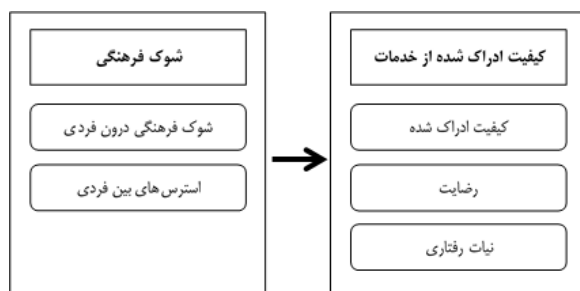 شوک فرهنگی
شوک فرهنگی درون فردی
استرس‌های بین فردی
کیفیت ادراک شده از خدمات
کیفیت ادراک شده
رضایت
نیات رفتاری